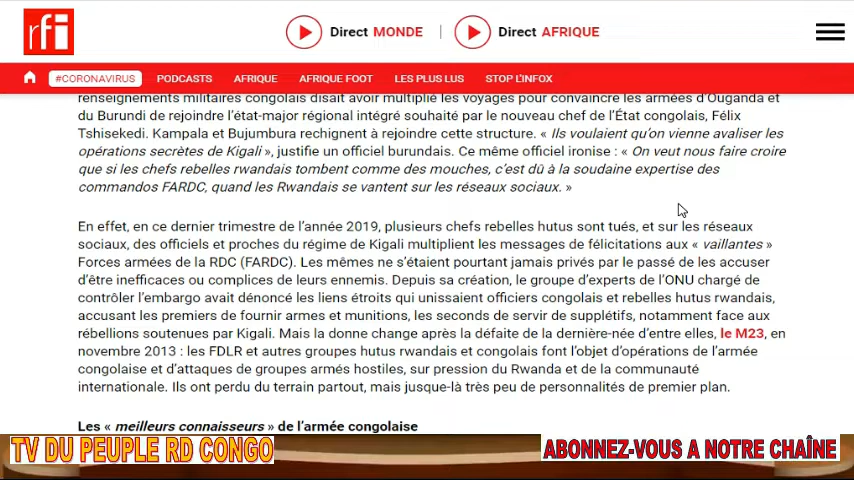 rfi
Direct MONDE
Direct AFRIQUE
#CORONAVIRUS PODCASTS AFRIQUE AFRIQUE FOOT LES PLUS LUS STOP L'INFOX
renseignements militaires congolais disait avoir multiplié les voyages pour convaincre les armées d'Ouganda et
du Burundi de rejoindre l'état-major régional intégré souhaité par le nouveau chef de l'État congolais, Félix
Tshisekedi. Kampala et Bujumbura rechignent à rejoindre cette structure. « Ils voulaient qu'on vienne avaliser les
opérations secrètes de Kigali », justifie un officiel burundais. Ce même officiel ironise : « On veut nous faire croire
que si les chefs rebelles rwandais tombent comme des mouches, c'est dû à la soudaine expertise des
commandos FARDC, quand les Rwandais se vantent sur les réseaux sociaux. »
En effet, en ce dernier trimestre de l'année 2019, plusieurs chefs rebelles hutus sont tués, et sur les réseaux
sociaux, des officiels et proches du régime de Kigali multiplient les messages de félicitations aux « vaillantes »
Forces armées de la RDC (FARDC). Les mêmes ne s'étaient pourtant jamais privés par le passé de les accuser
d'être inefficaces ou complices de leurs ennemis. Depuis sa création, le groupe d'experts de l'ONU chargé de
contrôler l'embargo avait dénoncé les liens étroits qui unissaient officiers congolais et rebelles hutus rwandais,
accusant les premiers de fournir armes et munitions, les seconds de servir de supplétifs, notamment face aux
rébellions soutenues par Kigali. Mais la donne change après la défaite de la dernière-née d'entre elles, le M23, en
novembre 2013 : les FDLR et autres groupes hutus rwandais et congolais font l'objet d'opérations de l'armée
congolaise et d'attaques de groupes armés hostiles, sur pression du Rwanda et de la communauté
internationale. Ils ont perdu du terrain partout, mais jusque-là très peu de personnalités de premier plan.
Les « meilleurs connaisseurs » de l'armée congolaise
TV DU PEUPLE RD CONGO
ABONNEZ-VOUS A NOTRE CHAÎNE